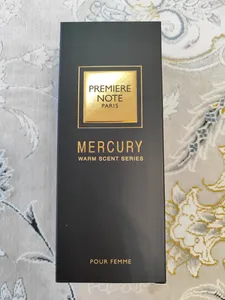 PREMIERE
NOTE
PARIS
MERCURY
WARM SCENT SERIES
POUR FEMME